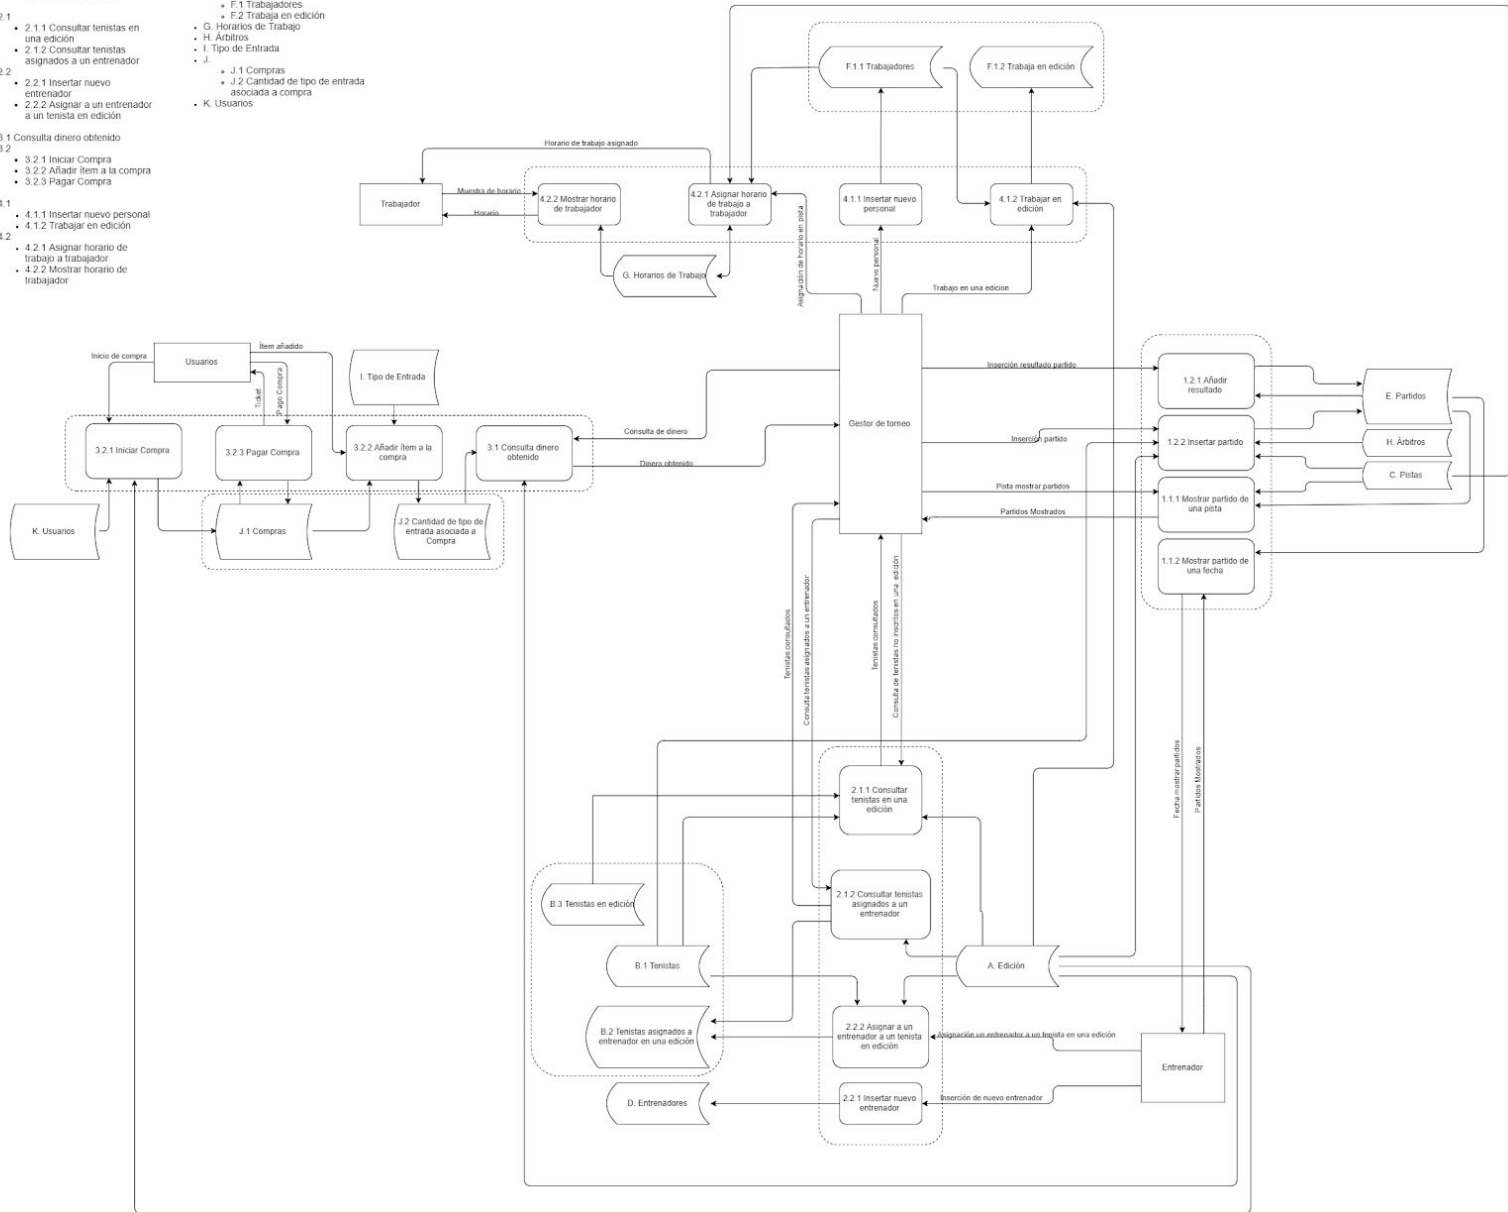 2.1
2.1.1 Consultar tenistas en
una edición
2.1.2 Consultar tenistas
asignados a un entrenador
2.2
2.2.1 Insertar nuevo
entrenador
2.2.2 Asignar a un entrenador
a un tenista en edición
3.1 Consulta dinero obtenido
3.2
3.2.1 Iniciar Compra
3.2.2 Añadir ítem a la compra
3.2.3 Pagar Compra
4.1
4.1.1 Insertar nuevo personal
4.1.2 Trabajar en edición
4.2
4.2.1 Asignar horario de
trabajo a trabajador
4.2.2 Mostrar horario de
trabajador
F.1 Trabajadores
F.2 Trabaja en edición
G. Horarios de Trabajo
H. Árbitros
I. Tipo de Entrada
J.
J.1 Compras
J.2 Cantidad de tipo de entrada
asociada a compra
K. Usuarios
F.1.1 Trabajadores
F.1.2 Trabaja en edición
Horario de trabajo asignado
Trabajador
Muestra de horario
Horario
4.2.2 Mostrar horario
de trabajador
4.2.1 Asignar horario
de trabajo a
trabajador
4.1.1 Insertar nuevo
personal
4.1.2 Trabajar en
edición
G. Horarios de Trabajo
Asignación de horario en pista
Nuevo personal
Trabajo en una edicion
Inicio de compra
Usuarios
Ítem añadido
Ticket
Pago Compra
I. Tipo de Entrada
3.2.1 Iniciar Compra
3.2.3 Pagar Compra
3.2.2 Añadir ítem a la
compra
3.1 Consulta dinero
obtenido
Consulta de dinero
Dinero obtenido
K. Usuarios
J.1 Compras
J.2 Cantidad de tipo de
entrada asociada a
Compra
Gestor de torneo
Inserción resultado partido
Inserción partido
Pista mostrar partidos
Partidos Mostrados
1.2.1 Añadir
resultado
1.2.2 Insertar partido
1.1.1 Mostrar partido de
una pista
1.1.2 Mostrar partido de
una fecha
E. Partidos
H. Árbitros
C. Pistas
Tenistas consultados
Consulta tenistas asignados a un entrenador
Tenistas consultados
Consulta de tenistas no inscritos en una edición
Fecha mostrar partidos
Partidos Mostrados
2.1.1 Consultar
tenistas en una
edición
2.1.2 Consultar tenistas
asignados a un
entrenador
B.3 Tenistas en edición
B.1 Tenistas
A. Edición
B.2 Tenistas asignados a
entrenador en una edición
2.2.2 Asignar a un
entrenador a un tenista
en edición
Asignación un entrenador a un tenista en una edición
Entrenador
D. Entrenadores
2.2.1 Insertar nuevo
entrenador
Inserción de nuevo entrenador